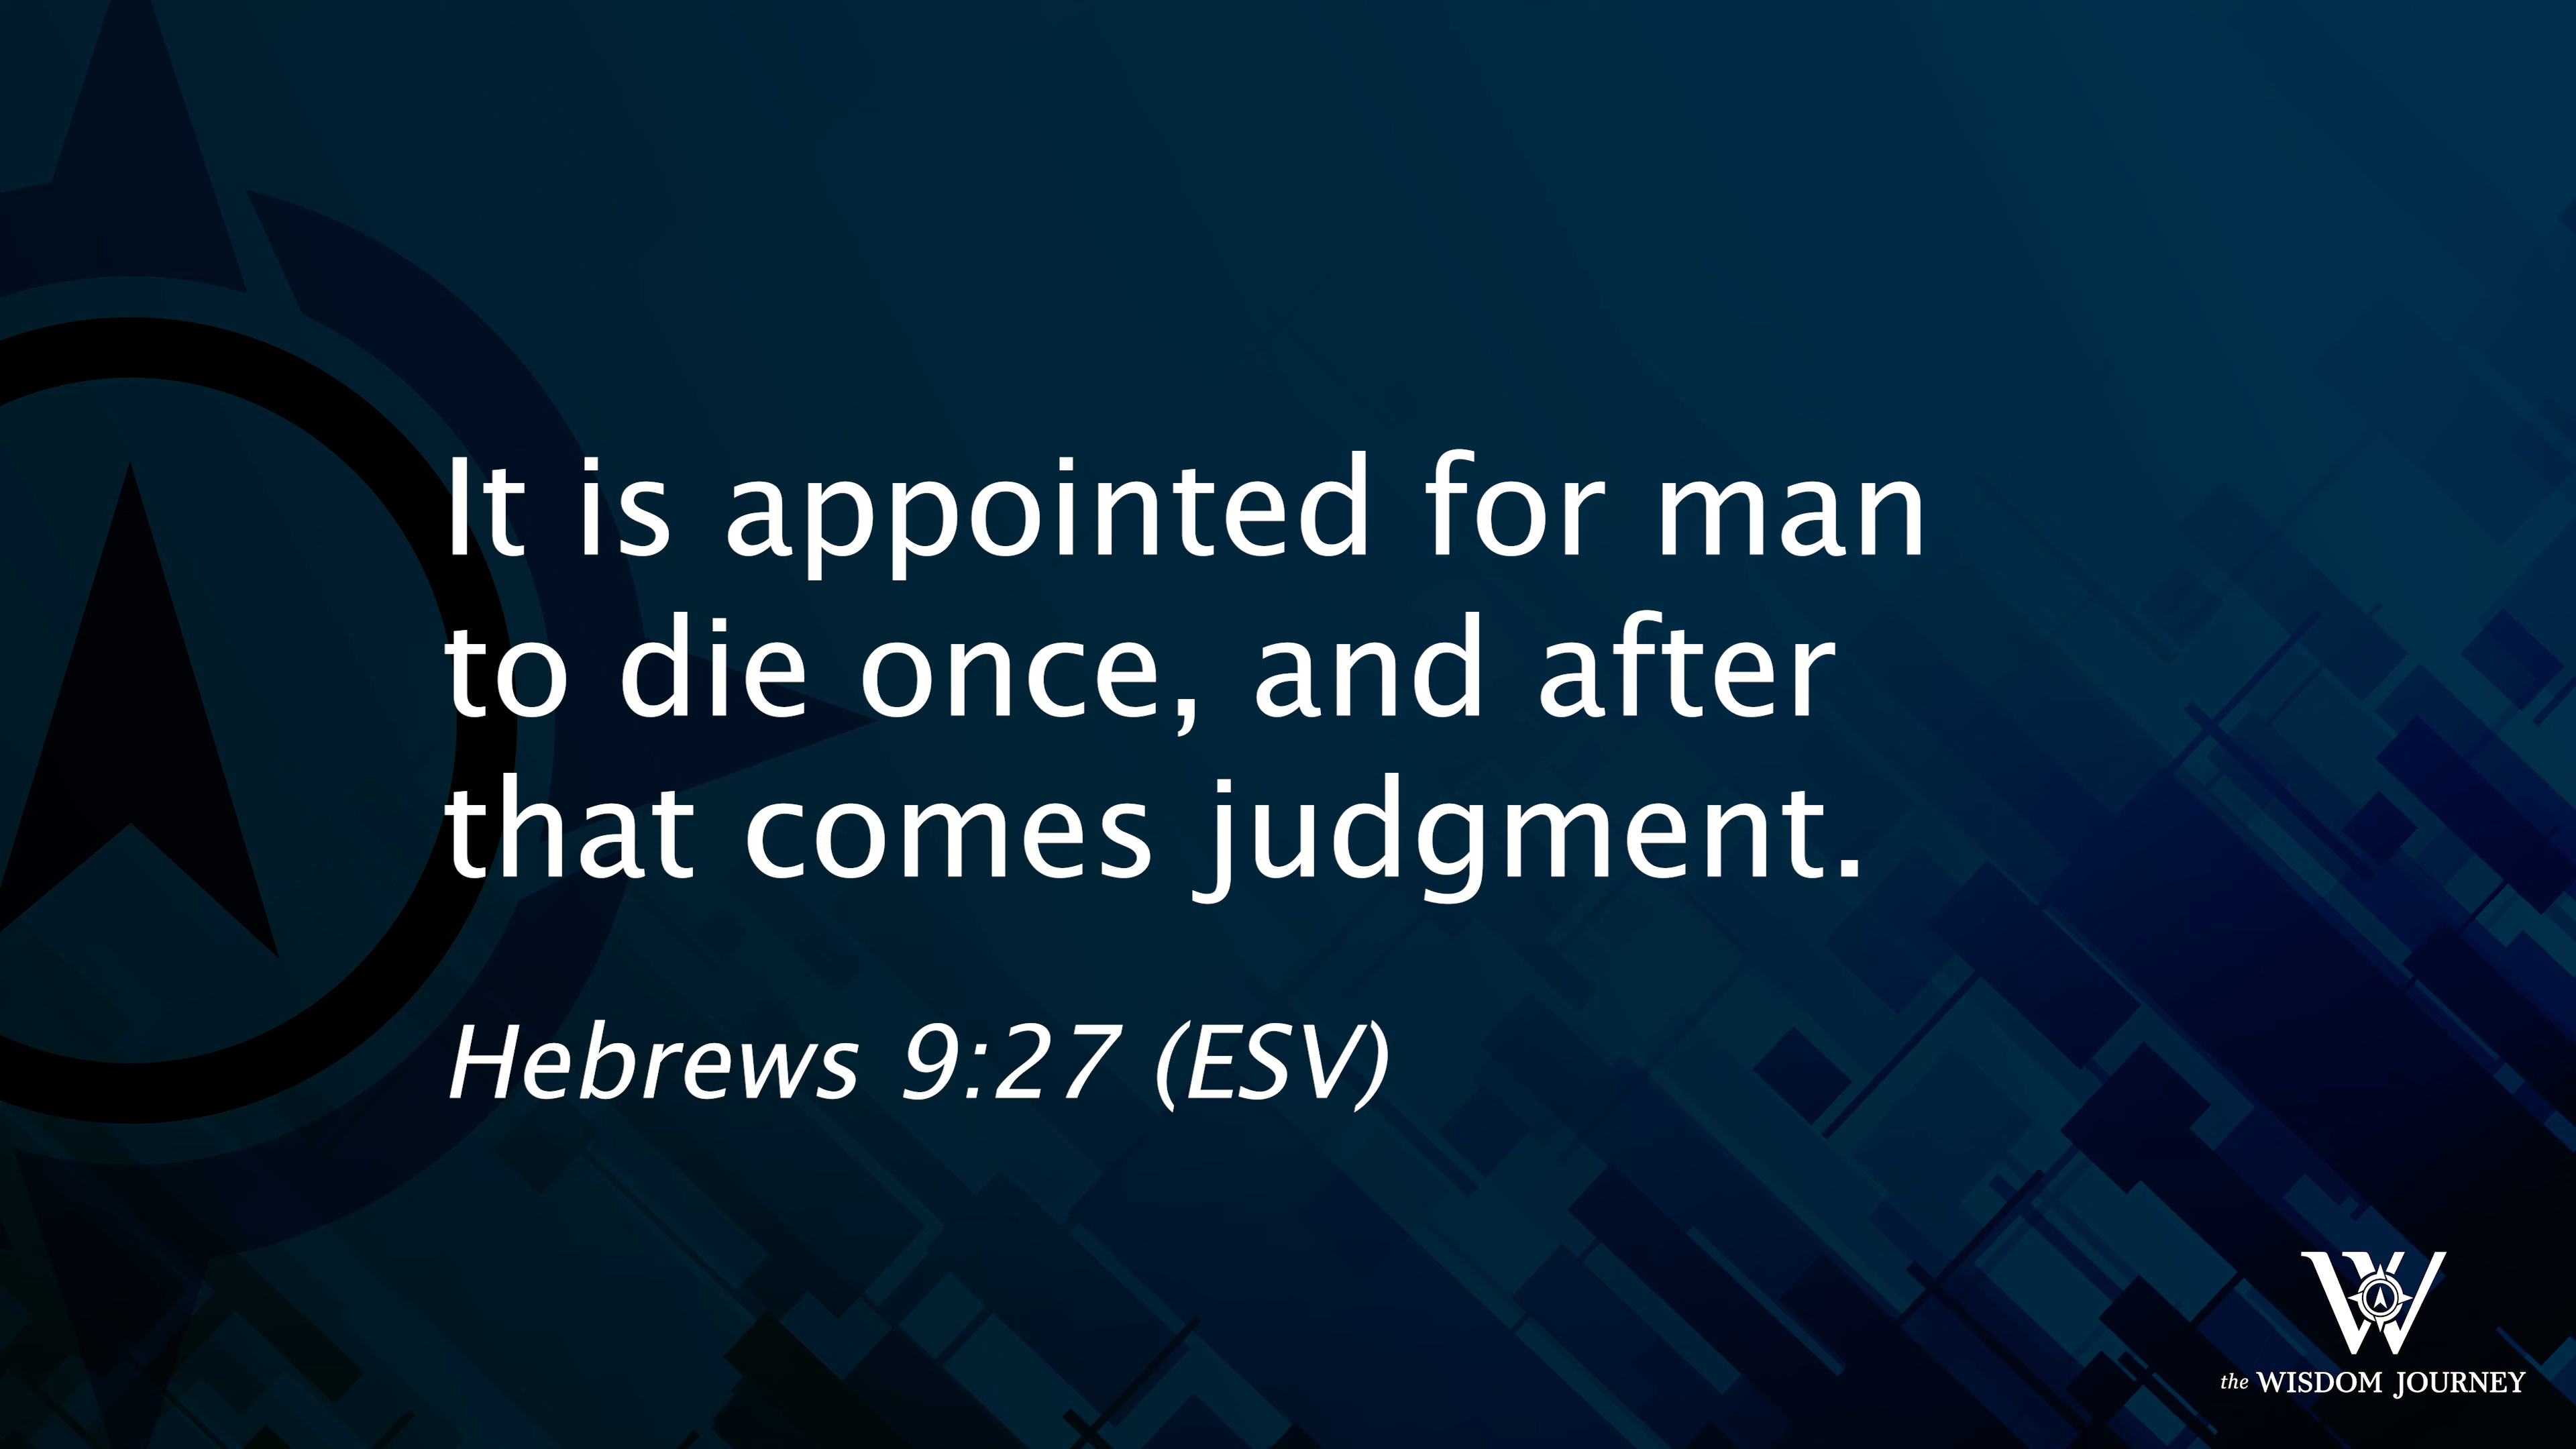 It is appointed for man
to die once, and after
that comes judgment.
Hebrews 9:27 (ESV)
W
the WISDOM JOURNEY